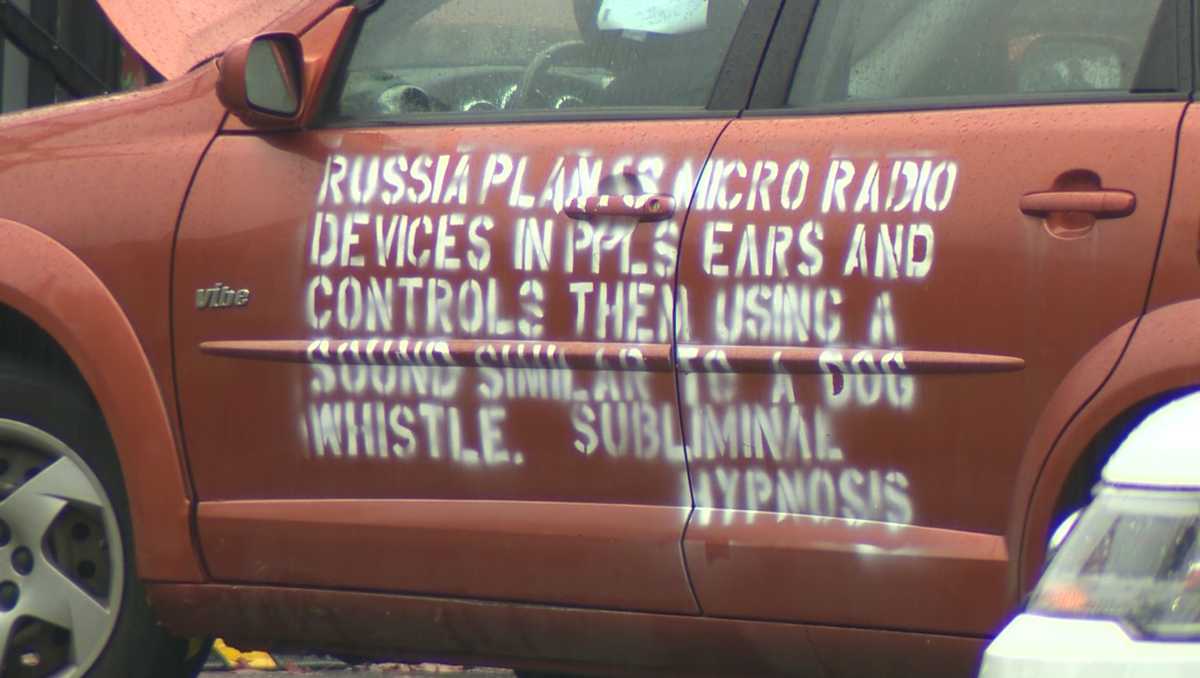 RUSSIA PLANTS MICRO RADIO
DEVICES IN PPLS EARS AND
CONTROLS THEM USING A
SOUND SIMILAR TO A DOG
WHISTLE. SUBLIMINAL
HYPNOSIS
vibe